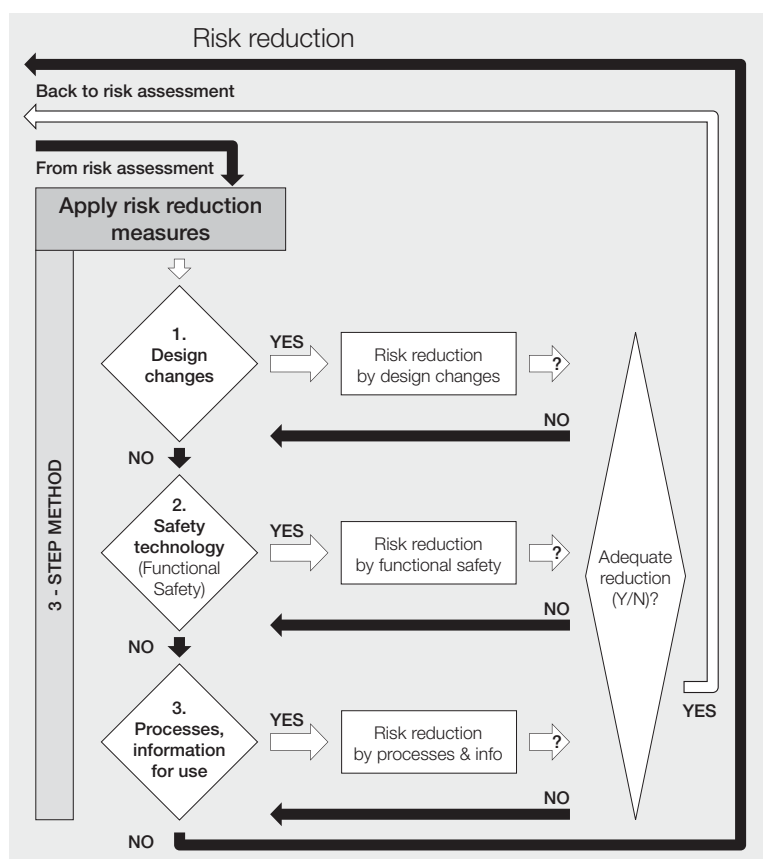 Risk reduction
Back to risk assessment
From risk assessment
Apply risk reduction
measures
3 - STEP METHOD
1.
Design
changes
YES
Risk reduction
by design changes
?
NO
NO
2.
Safety
technology
(Functional
Safety)
YES
Risk reduction
by functional safety
?
NO
Adequate
reduction
(Y/N)?
YES
NO
3.
Processes,
information
for use
YES
Risk reduction
by processes & info
?
NO
NO